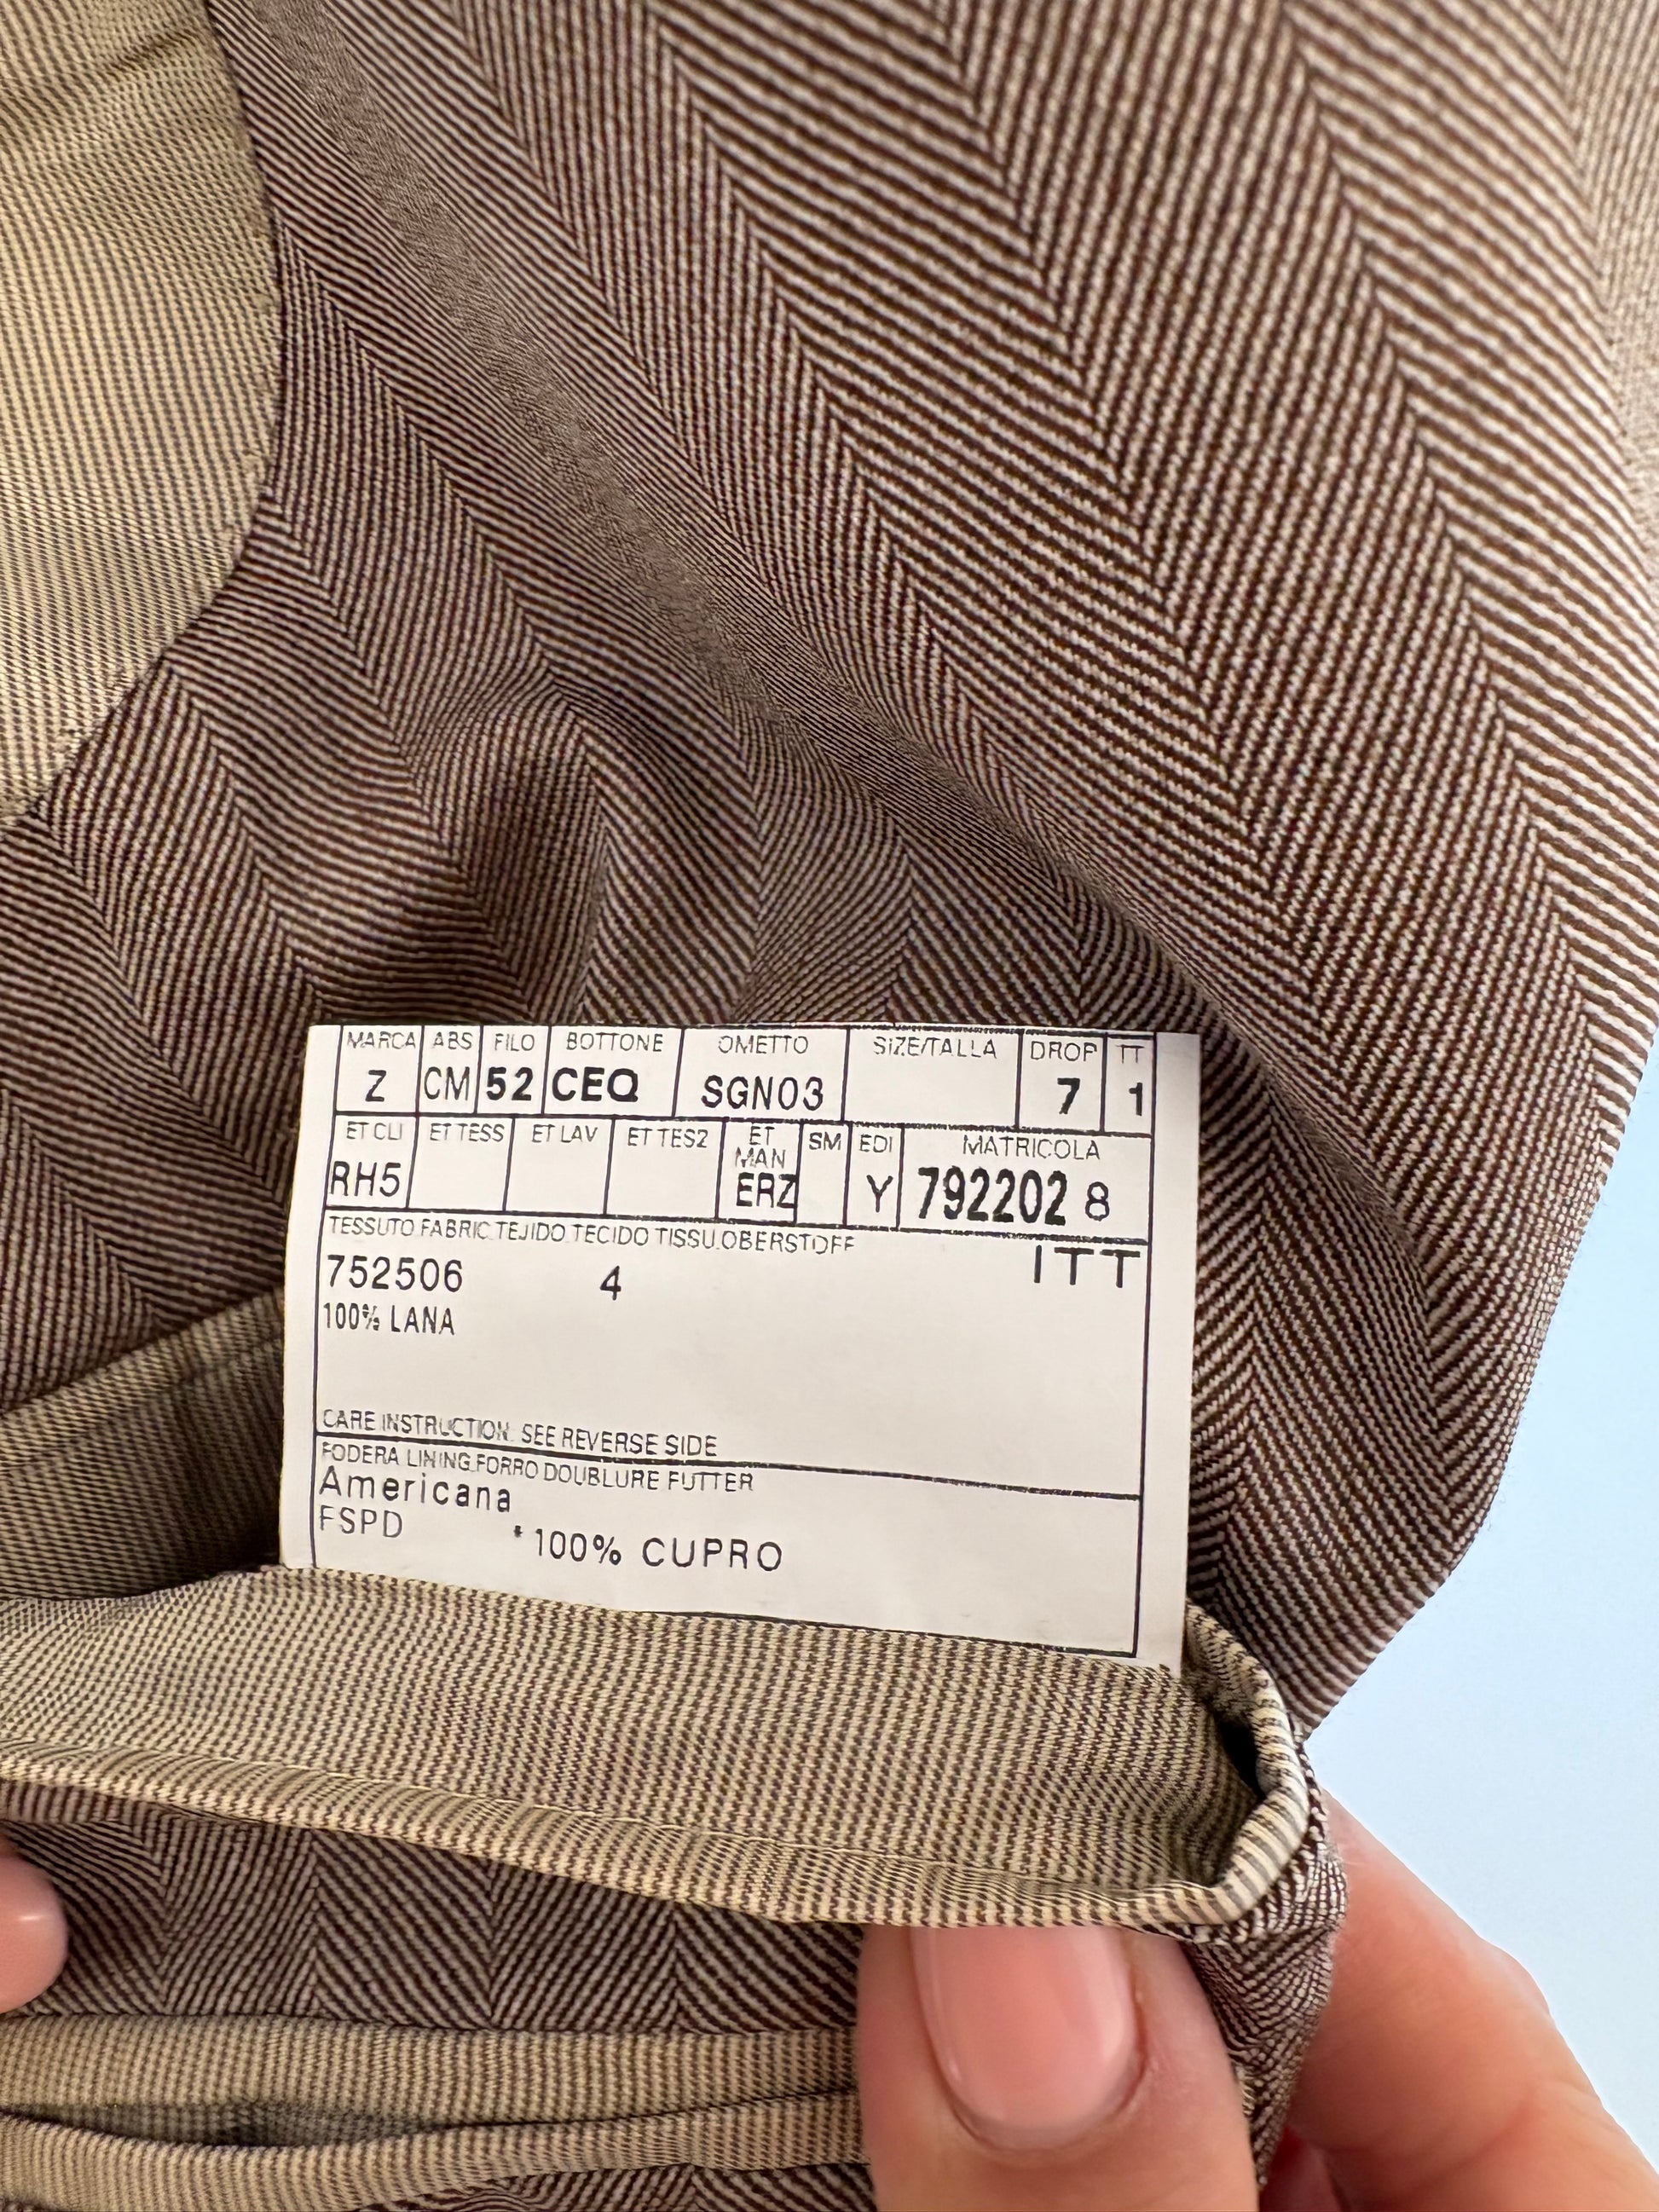 MARCA ABS FILO BOTTONE OMETTO SIZE/TALLA DROP TT
Z CM 52 CEQ SGN03 7 1
ET CLI ET TESS ET LAV ET TES2 ET MAN SM EDI MATRICOLA
RH5 ERZ Y 792202 8
TESSUTO FABRIC TEJIDO TECIDO TISSU OBERSTOFF
752506 4 ITT
100% LANA
CARE INSTRUCTION: SEE REVERSE SIDE
FODERA LINING FORRO DOUBLURE FUTTER
Americana
FSPD *100% CUPRO